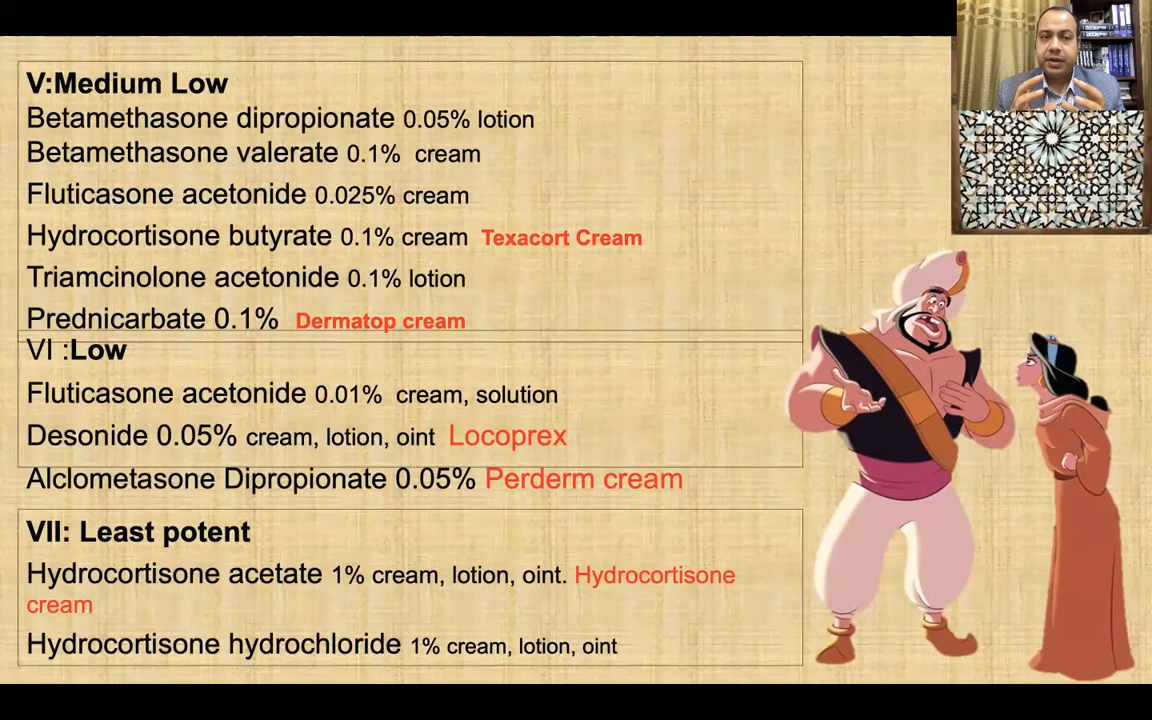 V:Medium Low
Betamethasone dipropionate 0.05% lotion
Betamethasone valerate 0.1% cream
Fluticasone acetonide 0.025% cream
Hydrocortisone butyrate 0.1% cream Texacort Cream
Triamcinolone acetonide 0.1% lotion
Prednicarbate 0.1% Dermatop cream
VI :Low
Fluticasone acetonide 0.01% cream, solution
Desonide 0.05% cream, lotion, oint Locoprex
Alclometasone Dipropionate 0.05% Perderm cream
VII: Least potent
Hydrocortisone acetate 1% cream, lotion, oint. Hydrocortisone
cream
Hydrocortisone hydrochloride 1% cream, lotion, oint